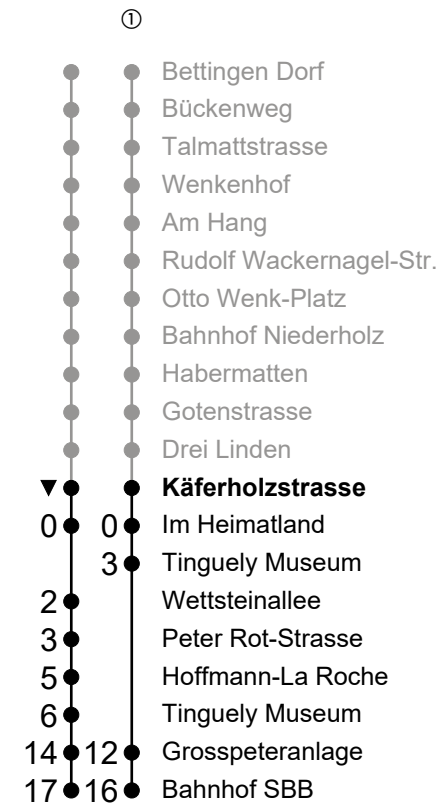 ①
Bettingen Dorf
Bückenweg
Talmattstrasse
Wenkenhof
Am Hang
Rudolf Wackernagel-Str.
Otto Wenk-Platz
Bahnhof Niederholz
Habermatten
Gotenstrasse
Drei Linden
▼ Käferholzstrasse
0 0 Im Heimatland
3 Tinguely Museum
2 Wettsteinallee
3 Peter Rot-Strasse
5 Hoffmann-La Roche
6 Tinguely Museum
14 12 Grosspeteranlage
17 16 Bahnhof SBB